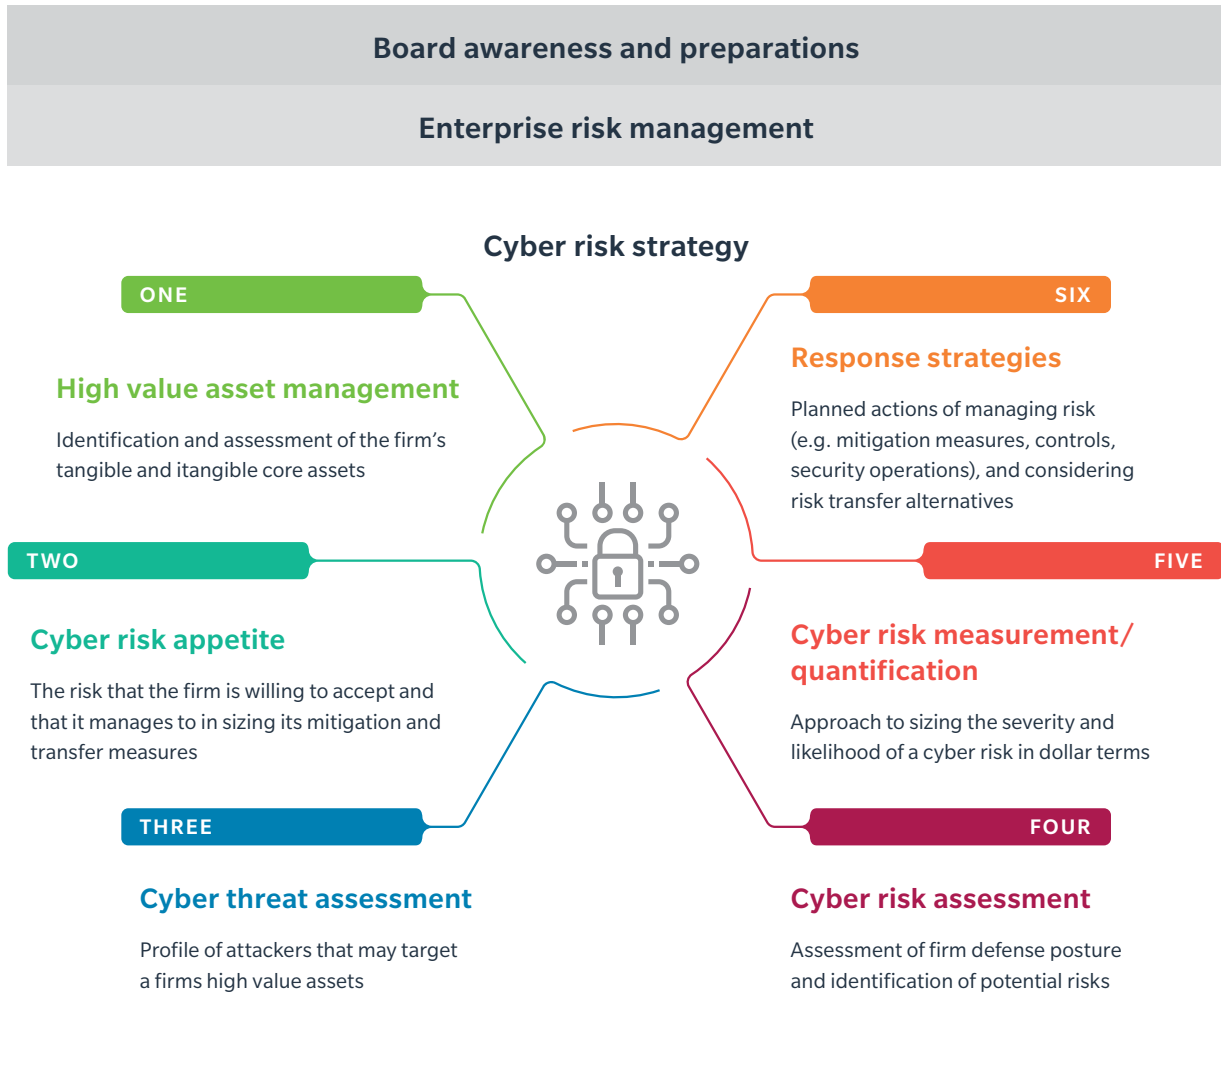 Board awareness and preparations
Enterprise risk management
Cyber risk strategy
ONE
High value asset management
Identification and assessment of the firm’s
tangible and itangible core assets
TWO
Cyber risk appetite
The risk that the firm is willing to accept and
that it manages to in sizing its mitigation and
transfer measures
THREE
Cyber threat assessment
Profile of attackers that may target
a firms high value assets
FOUR
Cyber risk assessment
Assessment of firm defense posture
and identification of potential risks
FIVE
Cyber risk measurement/
quantification
Approach to sizing the severity and
likelihood of a cyber risk in dollar terms
SIX
Response strategies
Planned actions of managing risk
(e.g. mitigation measures, controls,
security operations), and considering
risk transfer alternatives